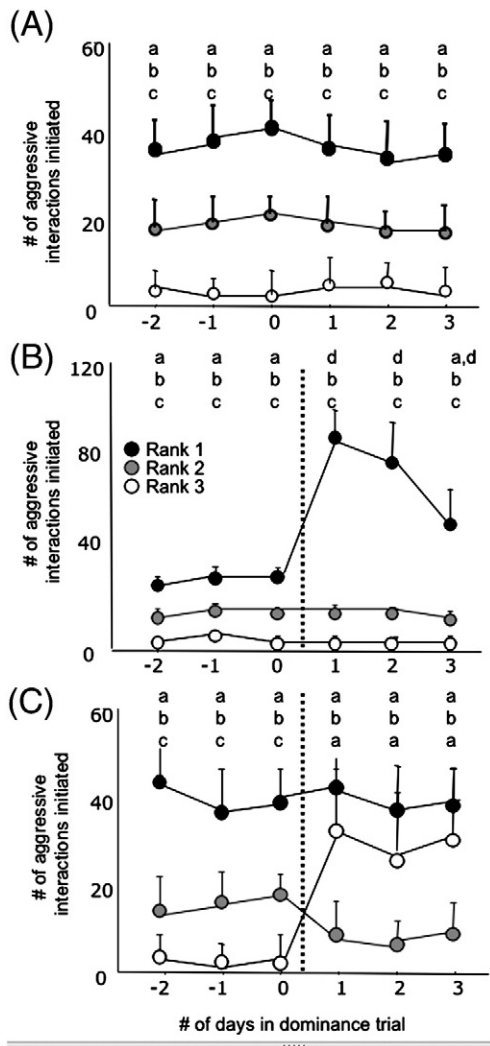 (A)
# of aggressive
interactions initiated
60
40
20
0
a a a a a a
b b b b b b
c c c c c c
-2 -1 0 1 2 3
(B)
# of aggressive
interactions initiated
120
80
40
0
a a a d d a,d
b b b b b b
c c c c c c
Rank 1
Rank 2
Rank 3
-2 -1 0 1 2 3
(C)
# of aggressive
interactions initiated
60
40
20
0
a a a a a a
b b b b b b
c c c a a a
-2 -1 0 1 2 3
# of days in dominance trial